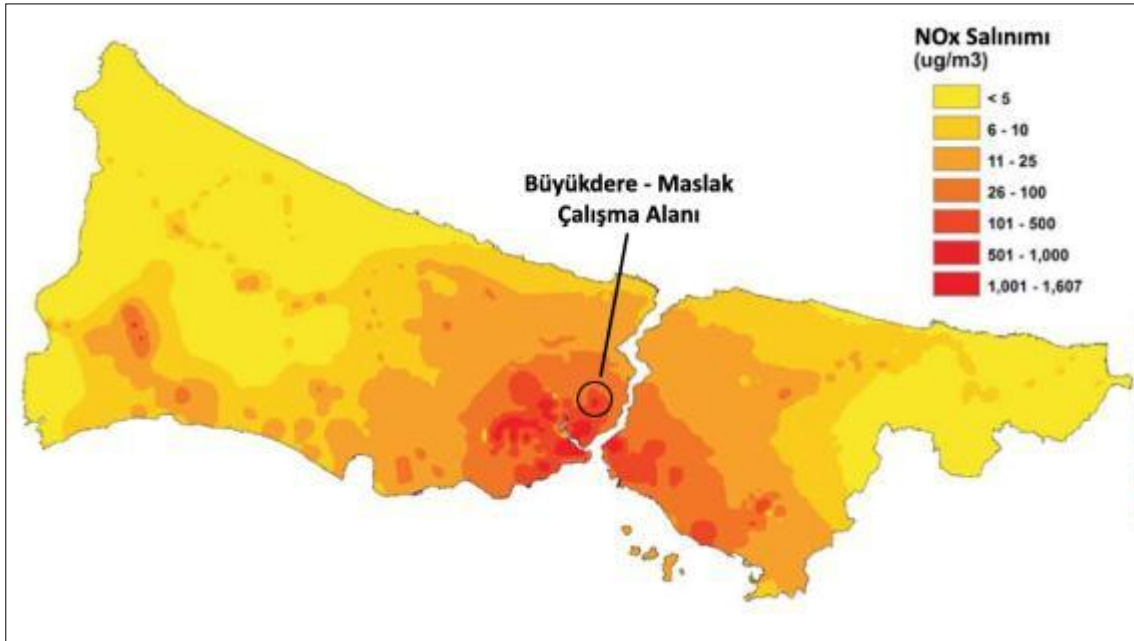 NOx Salınımı
(ug/m3)
< 5
6 - 10
11 - 25
26 - 100
101 - 500
501 - 1,000
1,001 - 1,607
Büyükdere - Maslak
Çalışma Alanı